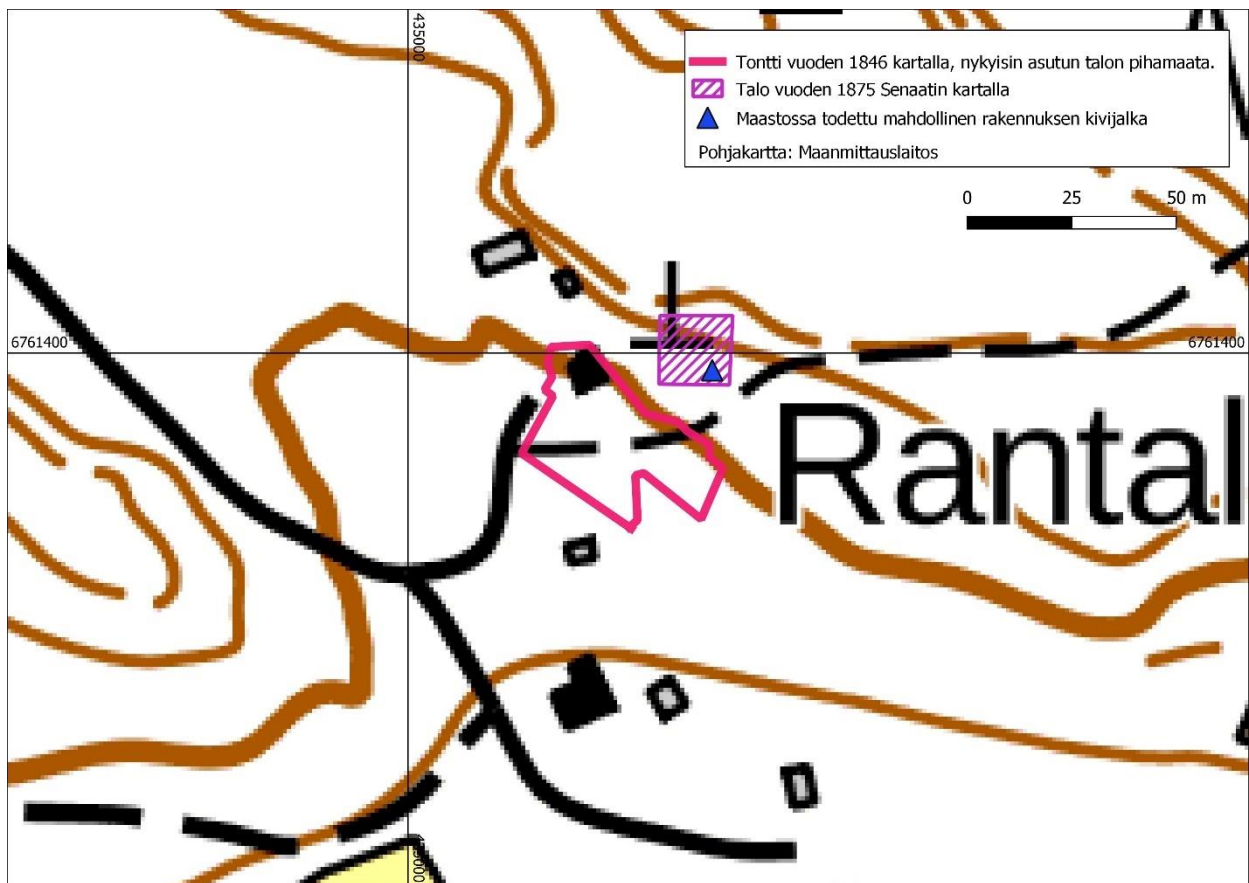 435000
Tontti vuoden 1846 kartalla, nykyisin asutun talon pihamaata.
Talo vuoden 1875 Senaatin kartalla
Maastossa todettu mahdollinen rakennuksen kivijalka
Pohjakartta: Maanmittauslaitos
0 25 50 m
6761400 6761400
Rantal
435000